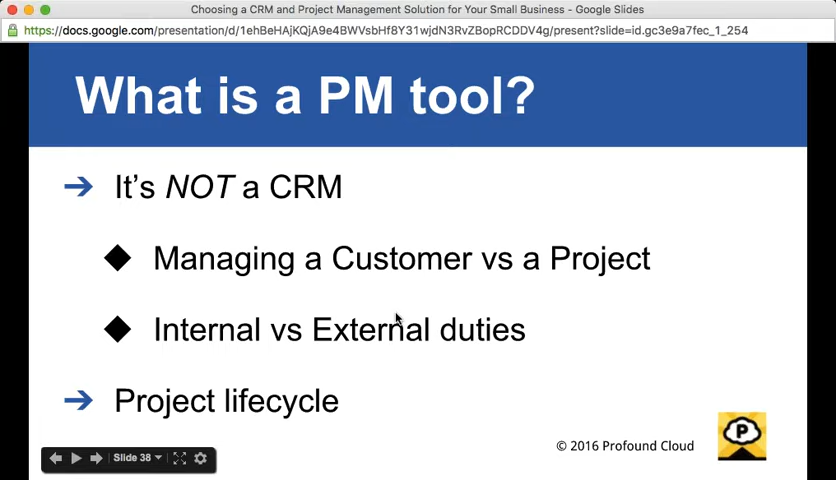 Choosing a CRM and Project Management Solution for Your Small Business - Google Slides
https://docs.google.com/presentation/d/1ehBeHAjKQjA9e4BWVsbHf8Y31wjdN3RvZBopRCDDV4g/present?slide=id.gc3e9a7fec_1_254
What is a PM tool?
It's NOT a CRM
Managing a Customer vs a Project
Internal vs External duties
Project lifecycle
© 2016 Profound Cloud
P
Slide 38